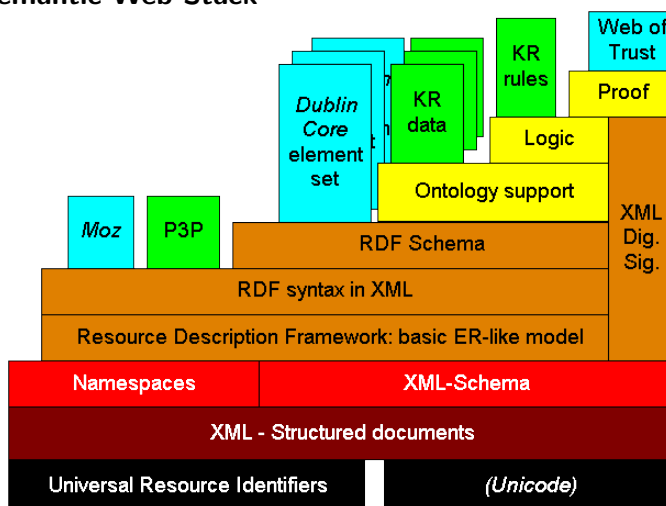 Semantic Web Stack
Web of
Trust
KR
rules
Proof
Dublin
Core
element
set
KR
data
Logic
Ontology support
XML
Dig.
Sig.
Moz
P3P
RDF Schema
RDF syntax in XML
Resource Description Framework: basic ER-like model
Namespaces
XML-Schema
XML - Structured documents
Universal Resource Identifiers
(Unicode)